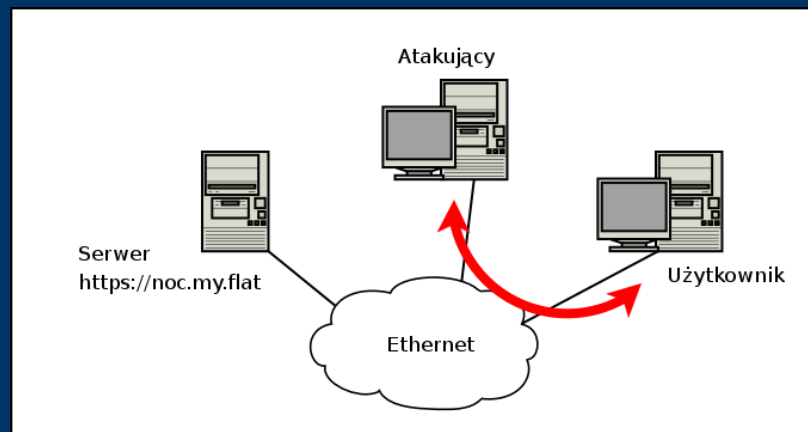 Atakujący
Serwer
https://noc.my.flat
Użytkownik
Ethernet